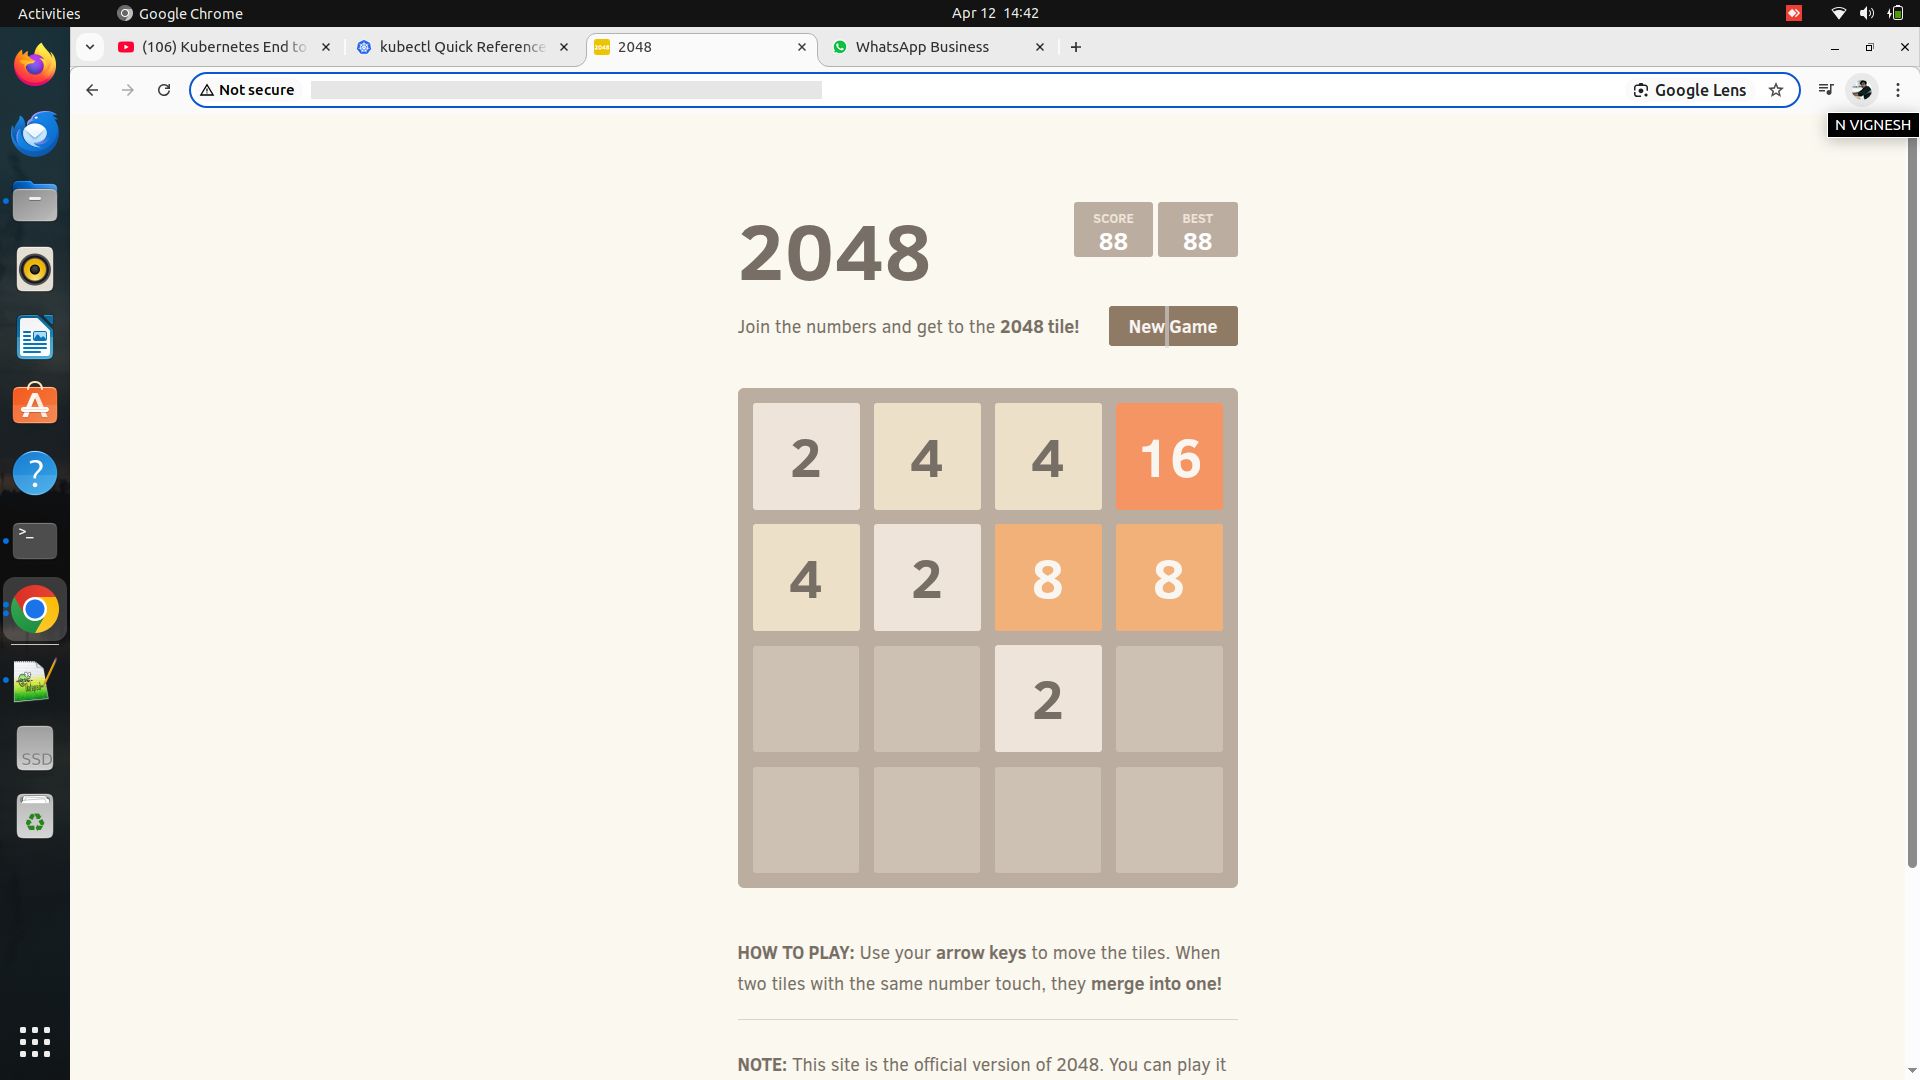 Activities
Google Chrome
Apr 12 14:42
(106) Kubernetes End to
kubectl Quick Reference
2048
2048
WhatsApp Business
Not secure
Google Lens
N VIGNESH
2048
SCORE
88
BEST
88
Join the numbers and get to the 2048 tile!
New Game
2 4 4 16
4 2 8 8
2
HOW TO PLAY: Use your arrow keys to move the tiles. When
two tiles with the same number touch, they merge into one!
NOTE: This site is the official version of 2048. You can play it
>_
?
SSD